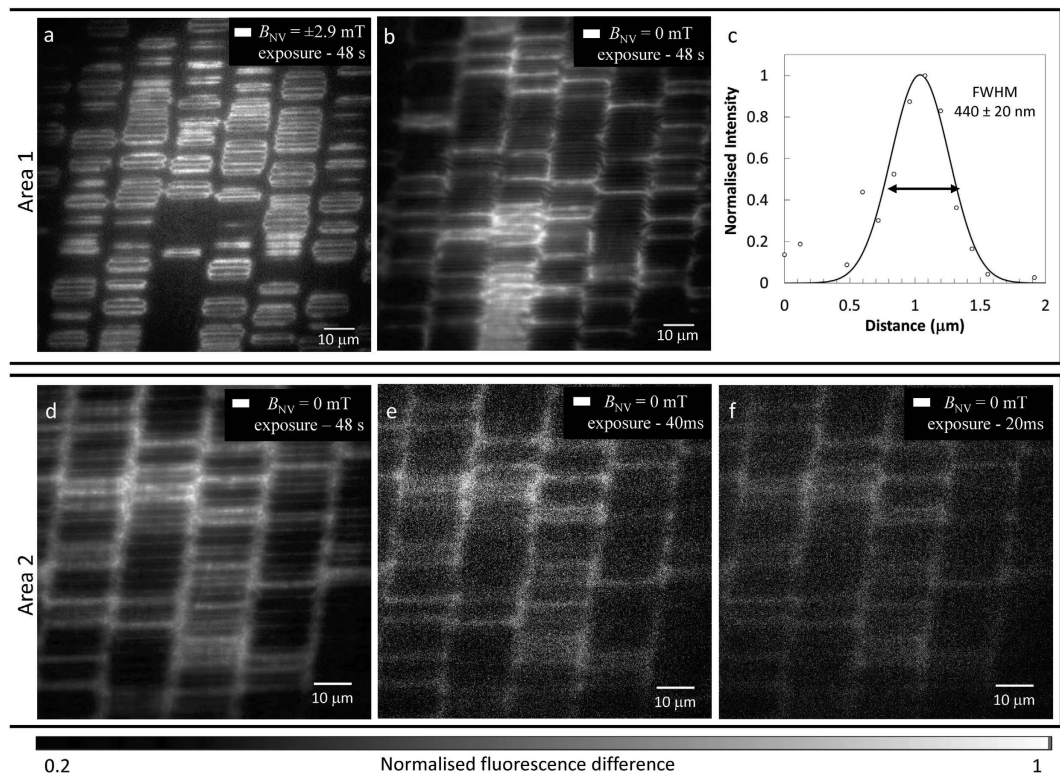 Area 1
a
B_NV = ±2.9 mT
exposure - 48 s
10 μm
b
B_NV = 0 mT
exposure - 48s
10 μm
c
FWHM
440 ± 20 nm
Normalised Intensity
1
0.8
0.6
0.4
0.2
0
0
0.5
1
1.5
2
Distance (μm)
Area 2
d
B_NV = 0 mT
exposure – 48 s
10 μm
e
B_NV = 0 mT
exposure - 40ms
10 μm
f
B_NV = 0 mT
exposure - 20ms
10 μm
0.2
Normalised fluorescence difference
1